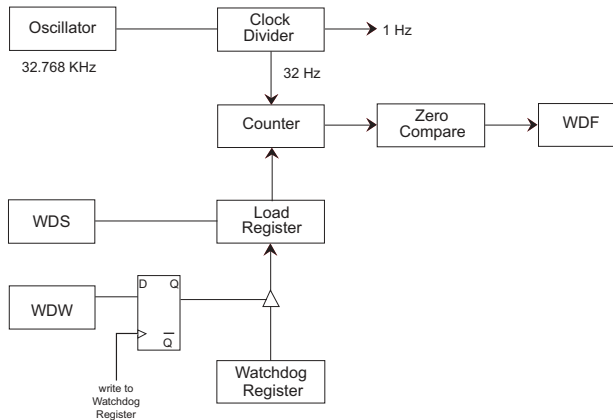 Oscillator
Clock
Divider
1 Hz
32.768 KHz
32 Hz
Counter
Zero
Compare
WDF
WDS
Load
Register
D Q
WDW
Q
write to
Watchdog
Register
Watchdog
Register